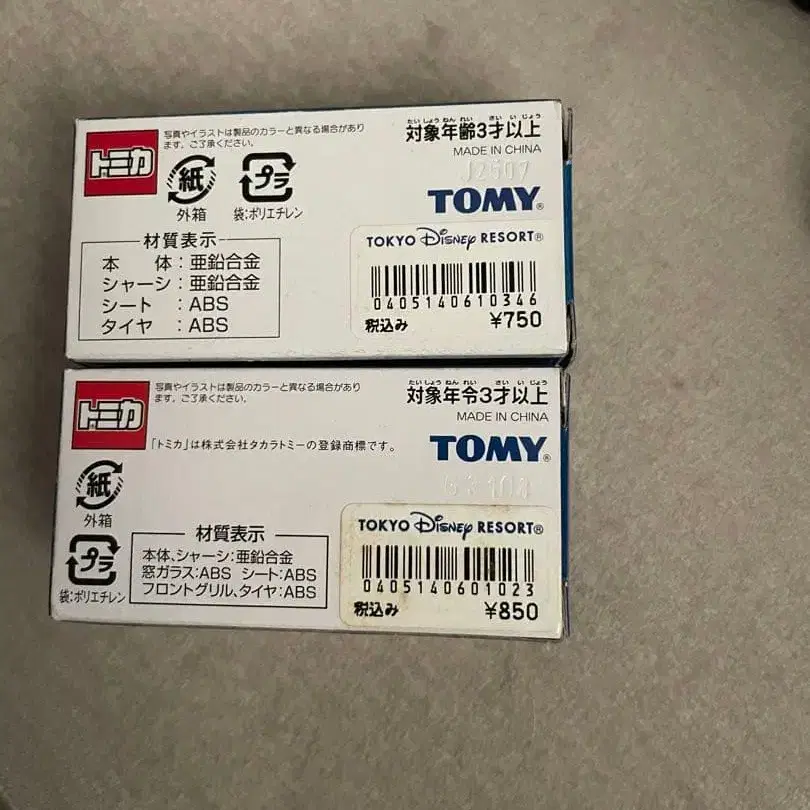 トミカ
写真やイラストは製品のカラーと異なる場合があり
ます。ご了承ください。
たいしょうねんれい さいいじょう
対象年齢3才以上
MADE IN CHINA
紙
外箱
プラ
袋:ポリエチレン
TOMY®
材質表示
本 体:亜鉛合金
シャーシ:亜鉛合金
シート :ABS
タイヤ :ABS
TOKYO Disney RESORT®
0405140610346
税込み ¥750
トミカ
写真やイラストは製品のカラーと異なる場合があり
ます。ご了承ください。
たいしょうねんれい さいいじょう
対象年令3才以上
MADE IN CHINA
「トミカ」は株式会社タカラトミーの登録商標です。
TOMY®
紙
外箱
プラ
袋:ポリエチレン
材質表示
本体、シャーシ:亜鉛合金
窓ガラス:ABS シート:ABS
フロントグリル、タイヤ:ABS
TOKYO Disney RESORT®
0405140601023
税込み ¥850